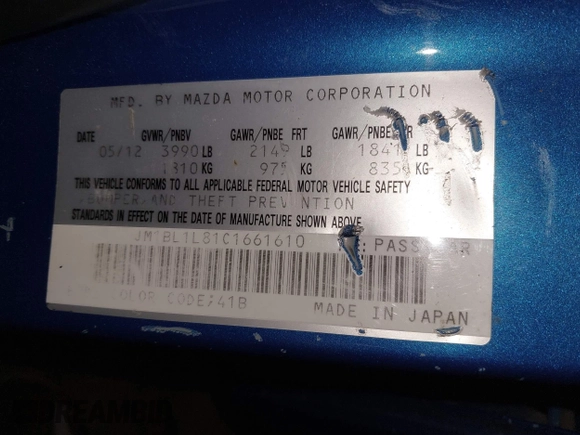 MFD. BY MAZDA MOTOR CORPORATION
DATE GVWR/PNBV GAWR/PNBE FRT GAWR/PNBE RR
05/12 3990 LB 2149 LB 1841
1810 KG 975 KG 835 KG
THIS VEHICLE CONFORMS TO ALL APPLICABLE FEDERAL MOTOR VEHICLE SAFETY
BUMPER AND THEFT PREVENTION
STANDARDS IN EFFECT ON THE DATE OF MANUFACTURE SHOWN ABOVE
JM1BL1L81C1661610 : PASS CAR
COLOR CODE:41B
MADE IN JAPAN